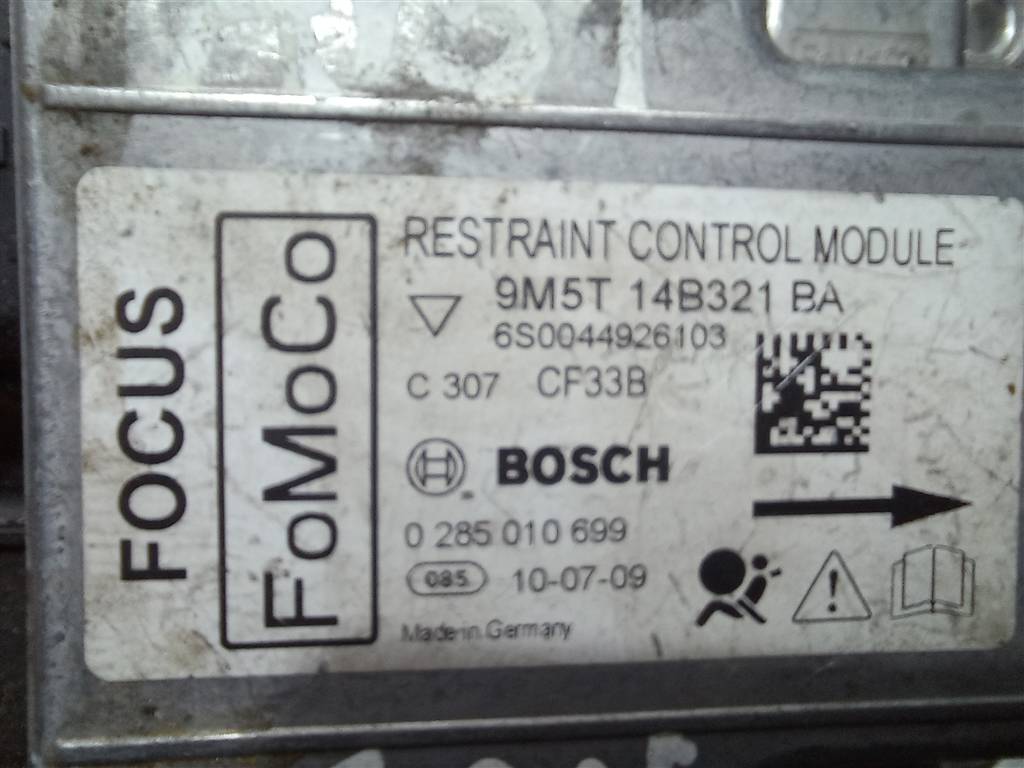 FOCUS
FoMoCo
RESTRAINT CONTROL MODULE
9M5T 14B321 BA
6S0044926103
C 307 CF33B
BOSCH
0 285 010 699
085 10-07-09
Made in Germany